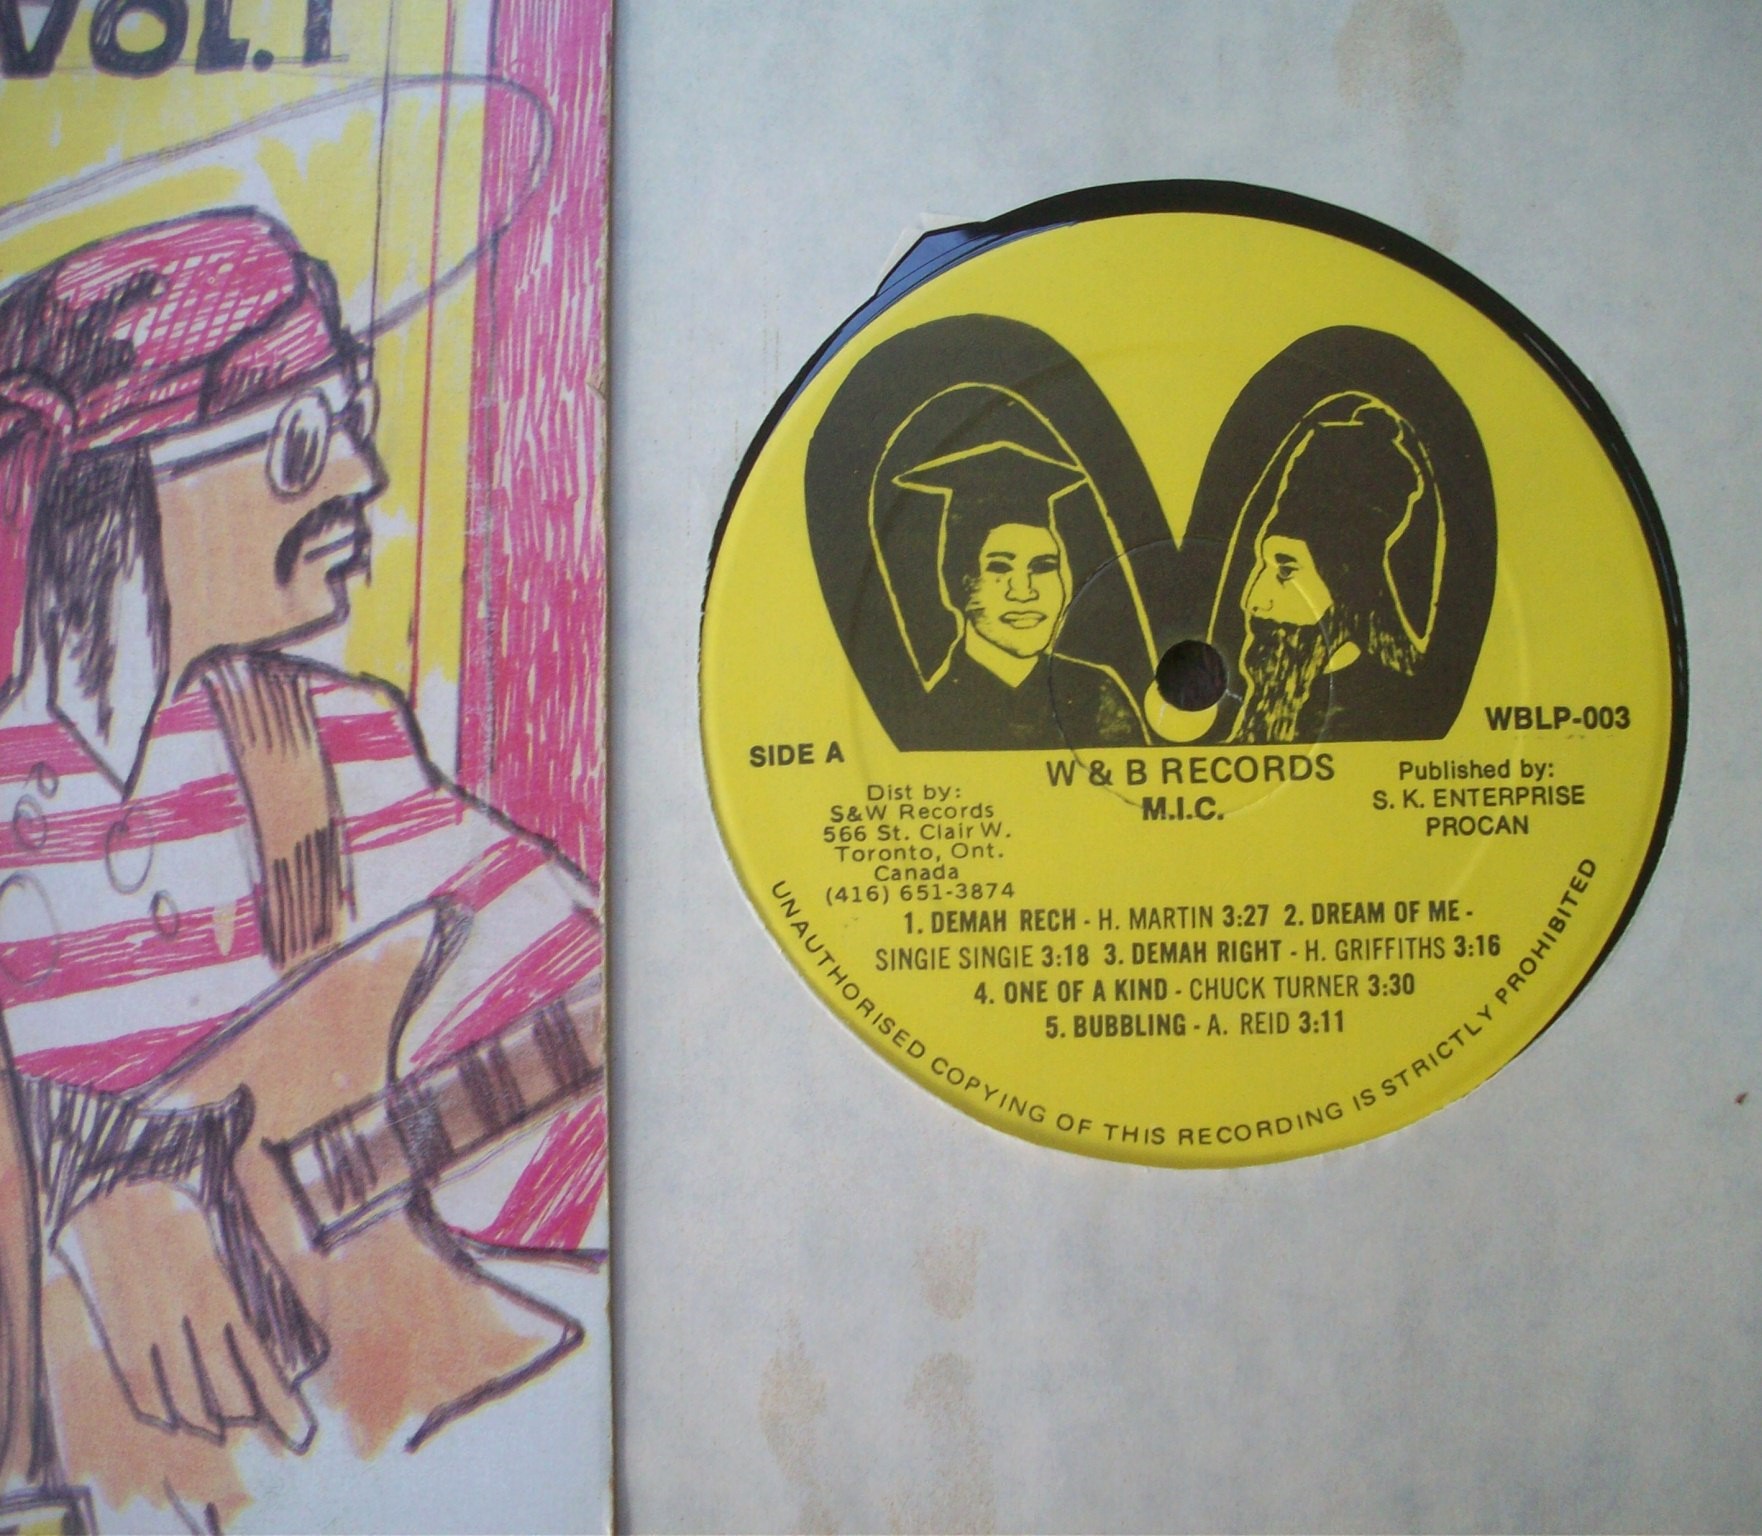 VOL. 1
SIDE A
WBLP-003
W & B RECORDS
M.I.C.
Dist by:
S&W Records
566 St. Clair W.
Toronto, Ont.
Canada
(416) 651-3874
Published by:
S. K. ENTERPRISE
PROCAN
1. DEMAH RECH - H. MARTIN 3:27 2. DREAM OF ME -
SINGIE SINGIE 3:18 3. DEMAH RIGHT - H. GRIFFITHS 3:16
4. ONE OF A KIND - CHUCK TURNER 3:30
5. BUBBLING - A. REID 3:11
UNAUTHORISED COPYING OF THIS RECORDING IS STRICTLY PROHIBITED